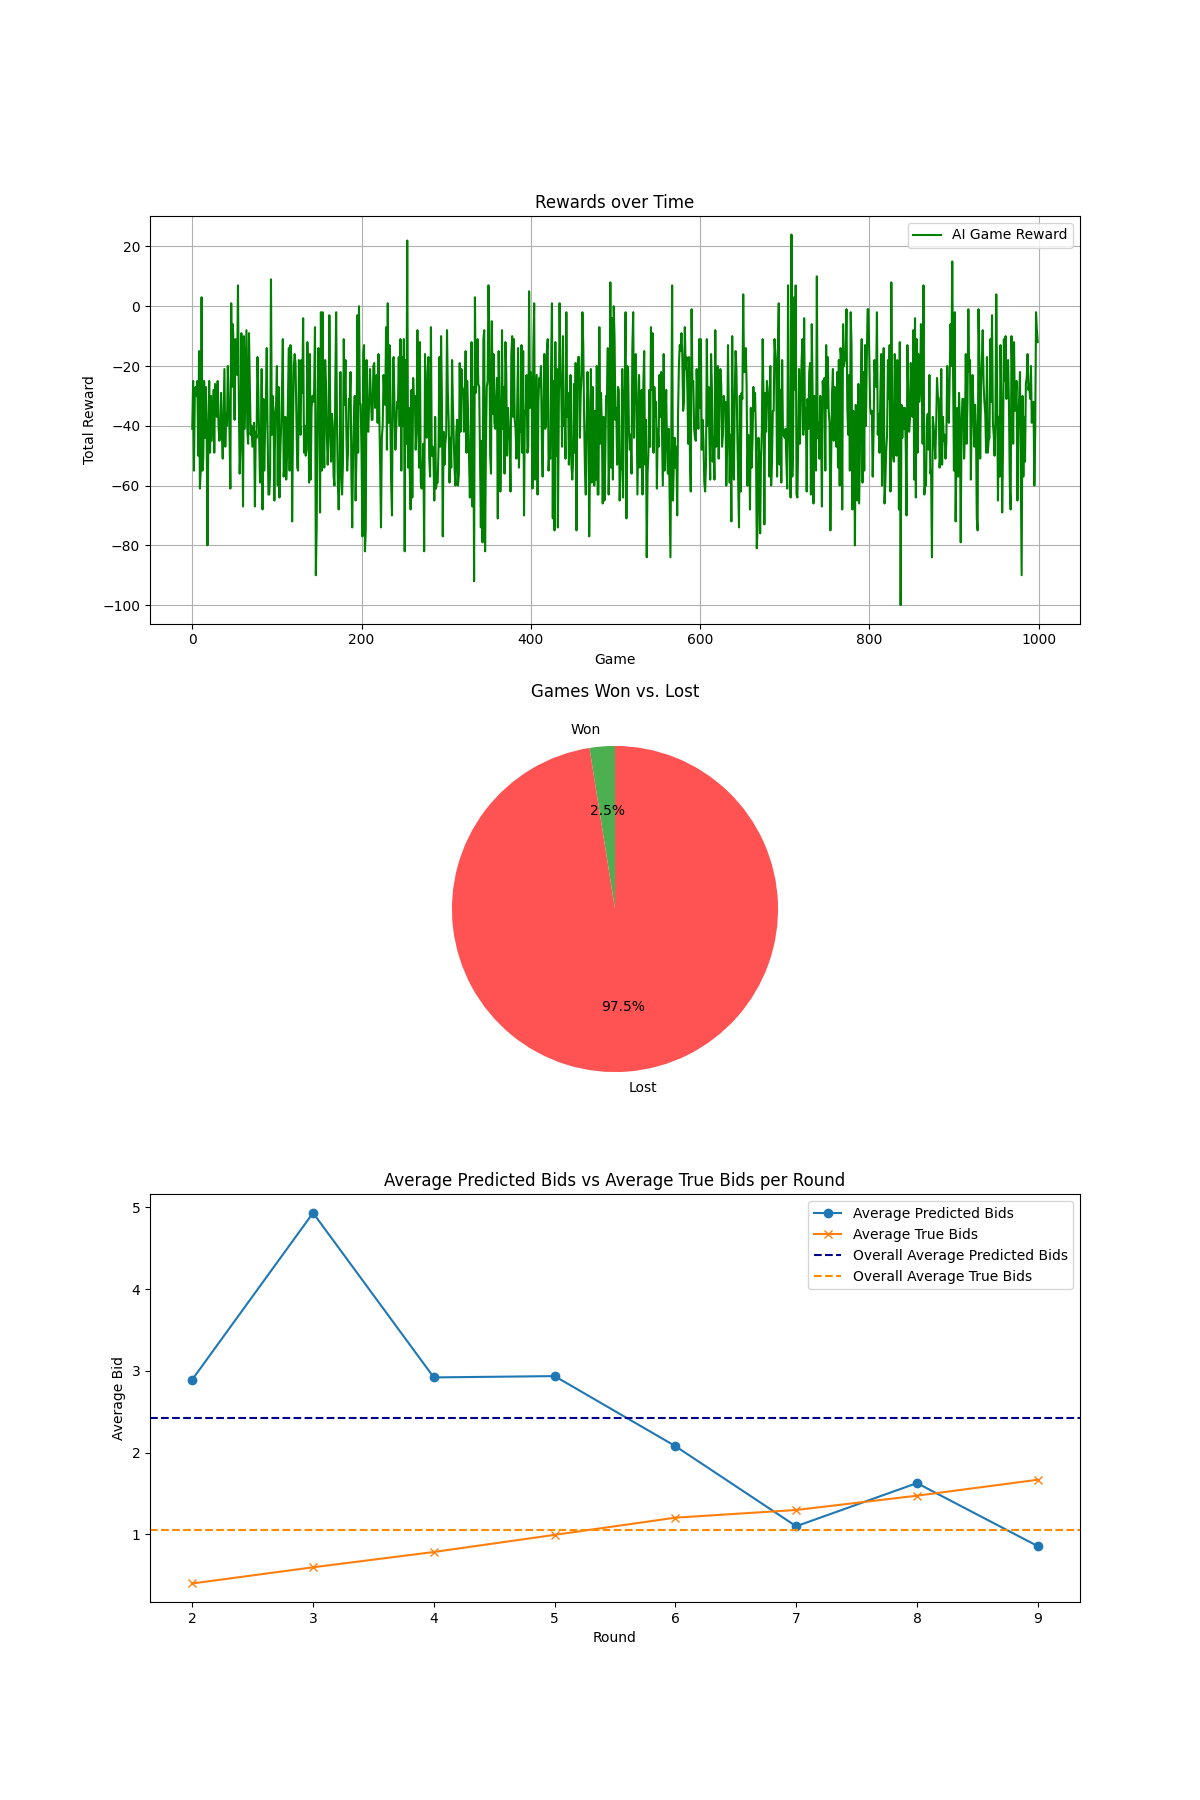 Rewards over Time
AI Game Reward
20
0
−20
−40
−60
−80
−100
Total Reward
0 200 400 600 800 1000
Game
Games Won vs. Lost
Won
2.5%
97.5%
Lost
Average Predicted Bids vs Average True Bids per Round
Average Predicted Bids
Average True Bids
Overall Average Predicted Bids
Overall Average True Bids
5
4
3
2
1
Average Bid
2 3 4 5 6 7 8 9
Round